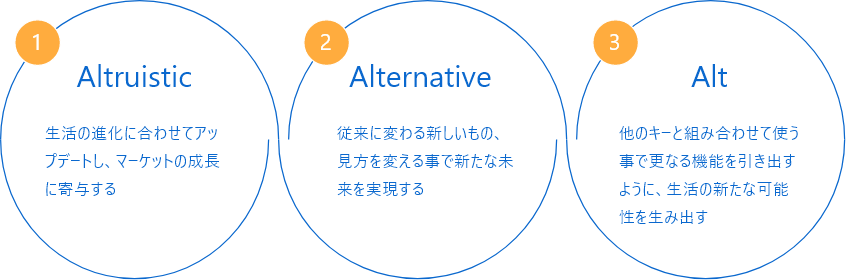 1
Altruistic
生活の進化に合わせてアッ
プデートし、マーケットの成長
に寄与する
2
Alternative
従来に変わる新しいもの、
見方を変える事で新たな未
来を実現する
3
Alt
他のキーと組み合わせて使う
事で更なる機能を引き出す
ように、生活の新たな可能
性を生み出す